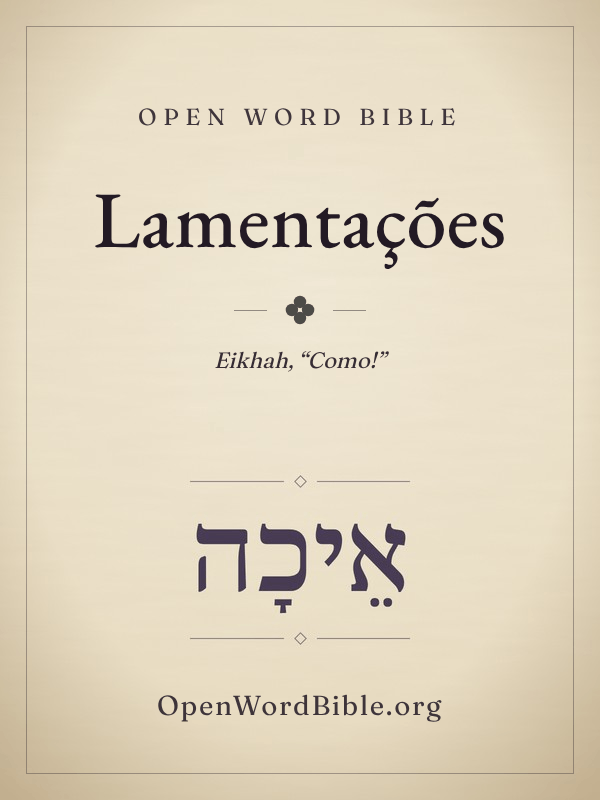 OPEN WORD BIBLE
Lamentações
Eikhah, “Como!”
אֵיכָה
OpenWordBible.org